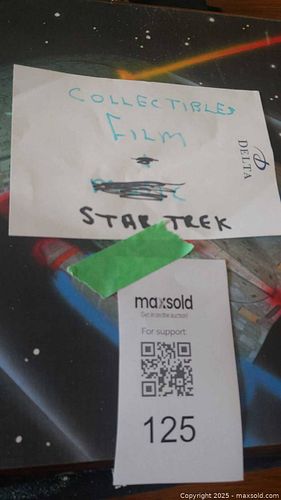 COLLECTIBLES
FILM
+
STAR TREK
DELTA
maxsold
Get in on the auction!
For support:
125
© Copyright 2025 - maxsold.com